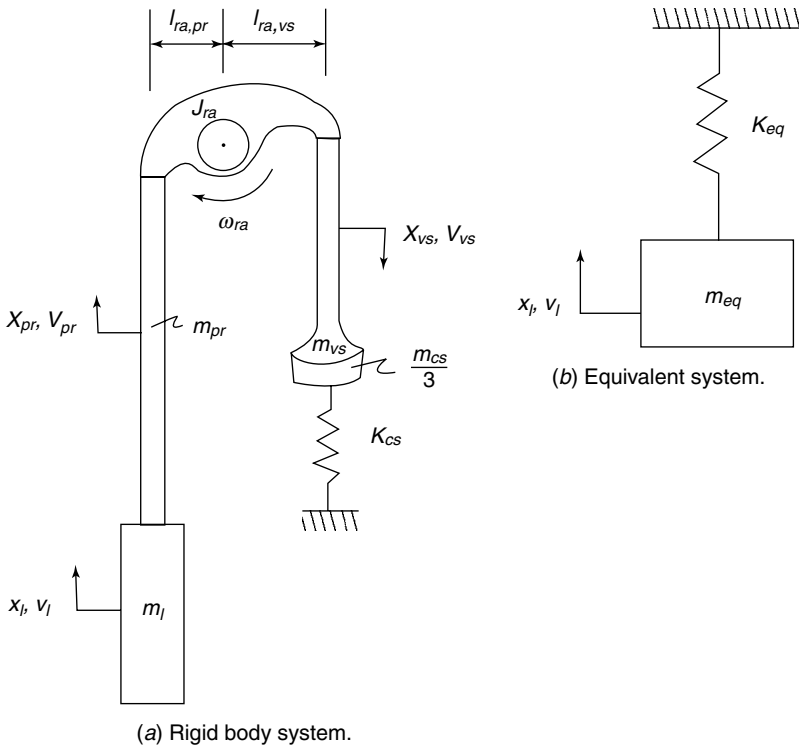 l_{ra,pr} l_{ra,vs}
J_{ra}
ω_{ra}
X_{vs}, V_{vs}
X_{pr}, V_{pr}
m_{pr}
m_{vs}
m_{cs}
3
K_{cs}
x_l, v_l
m_l
(a) Rigid body system.
K_{eq}
x_l, v_l
m_{eq}
(b) Equivalent system.